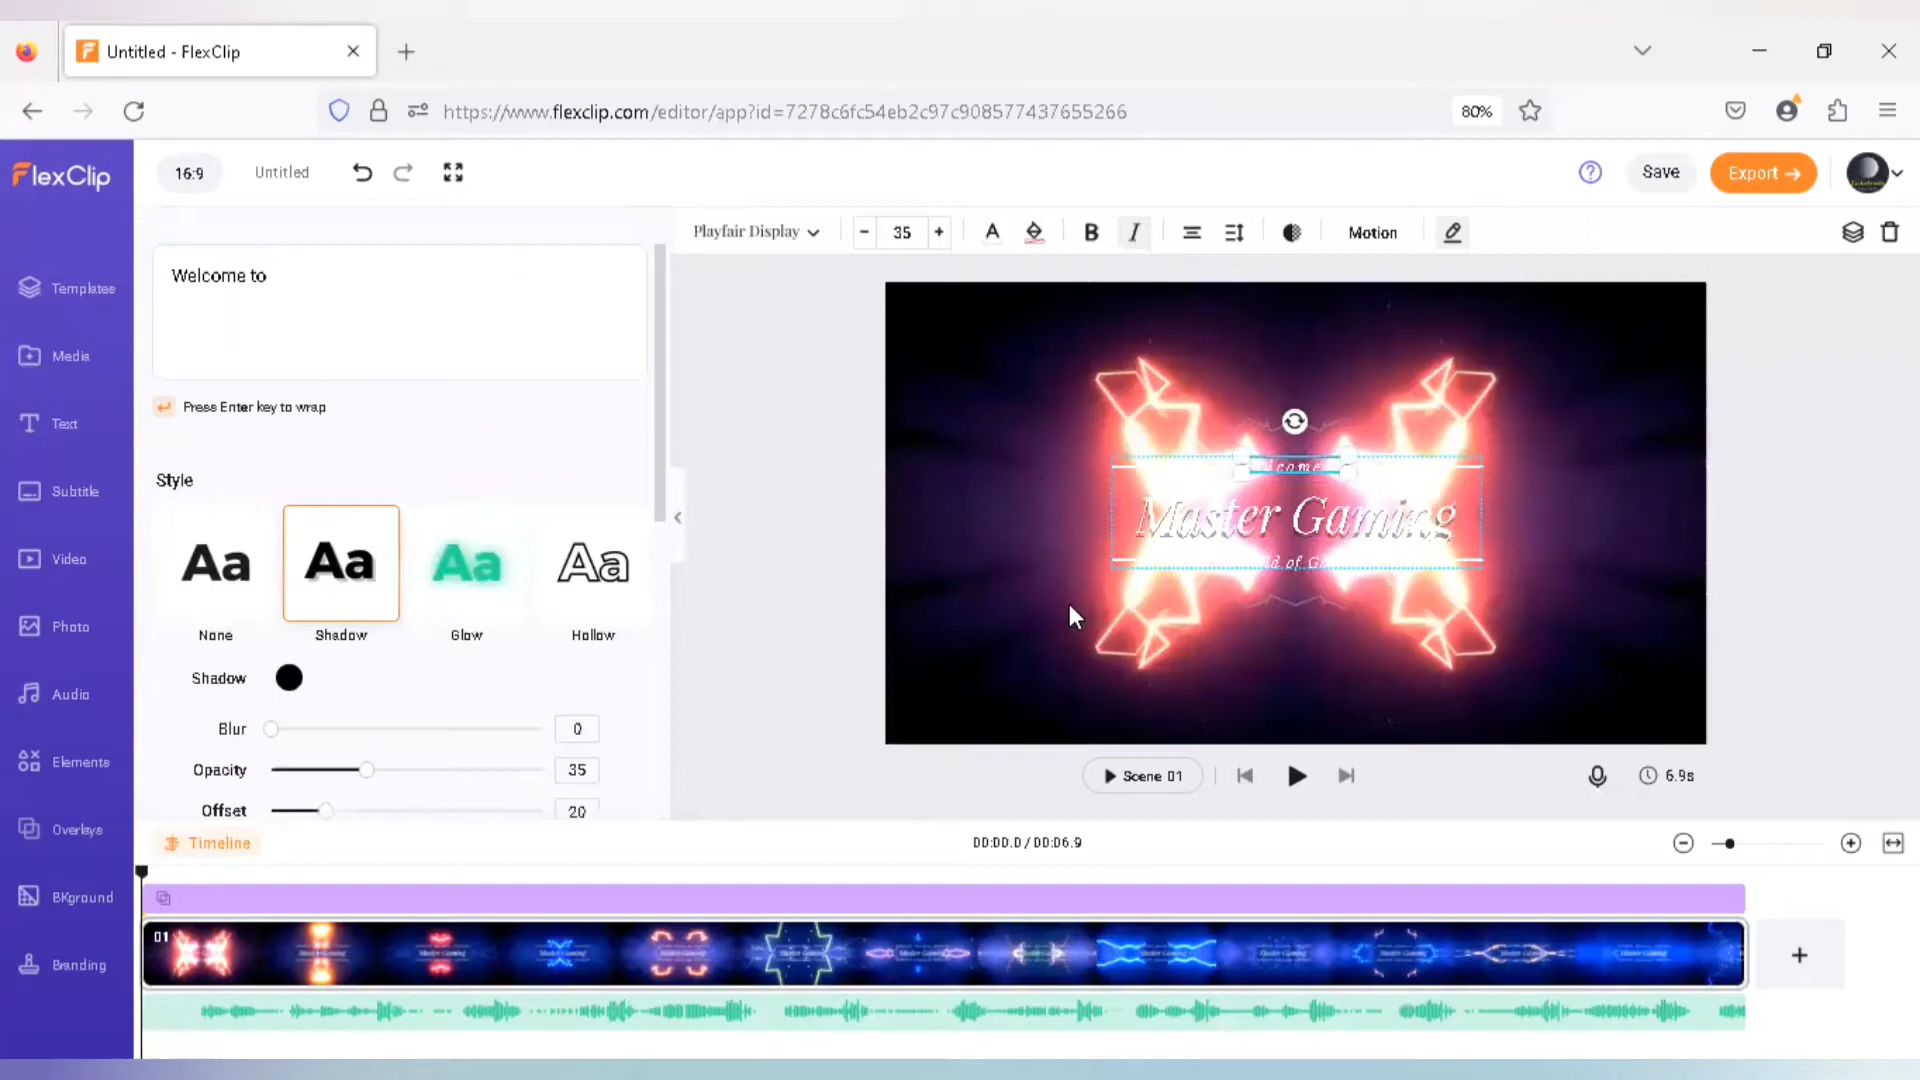 Untitled - FlexClip
https://www.flexclip.com/editor/app?id=7278c6fc54eb2c97c908577437655266
80%
FlexClip
16:9
Untitled
Save
Export
Playfair Display
35
A
B
I
Motion
Templates
Media
Text
Subtitle
Video
Photo
Audio
Elements
Overlays
BKground
Branding
Welcome to
Press Enter key to wrap
Style
Aa
Aa
Aa
Aa
None
Shadow
Glow
Hollow
Shadow
Blur
0
Opacity
35
Offset
20
Master Gaming
Scene 01
6.9s
Timeline
00:00.0 / 00:06.9
01